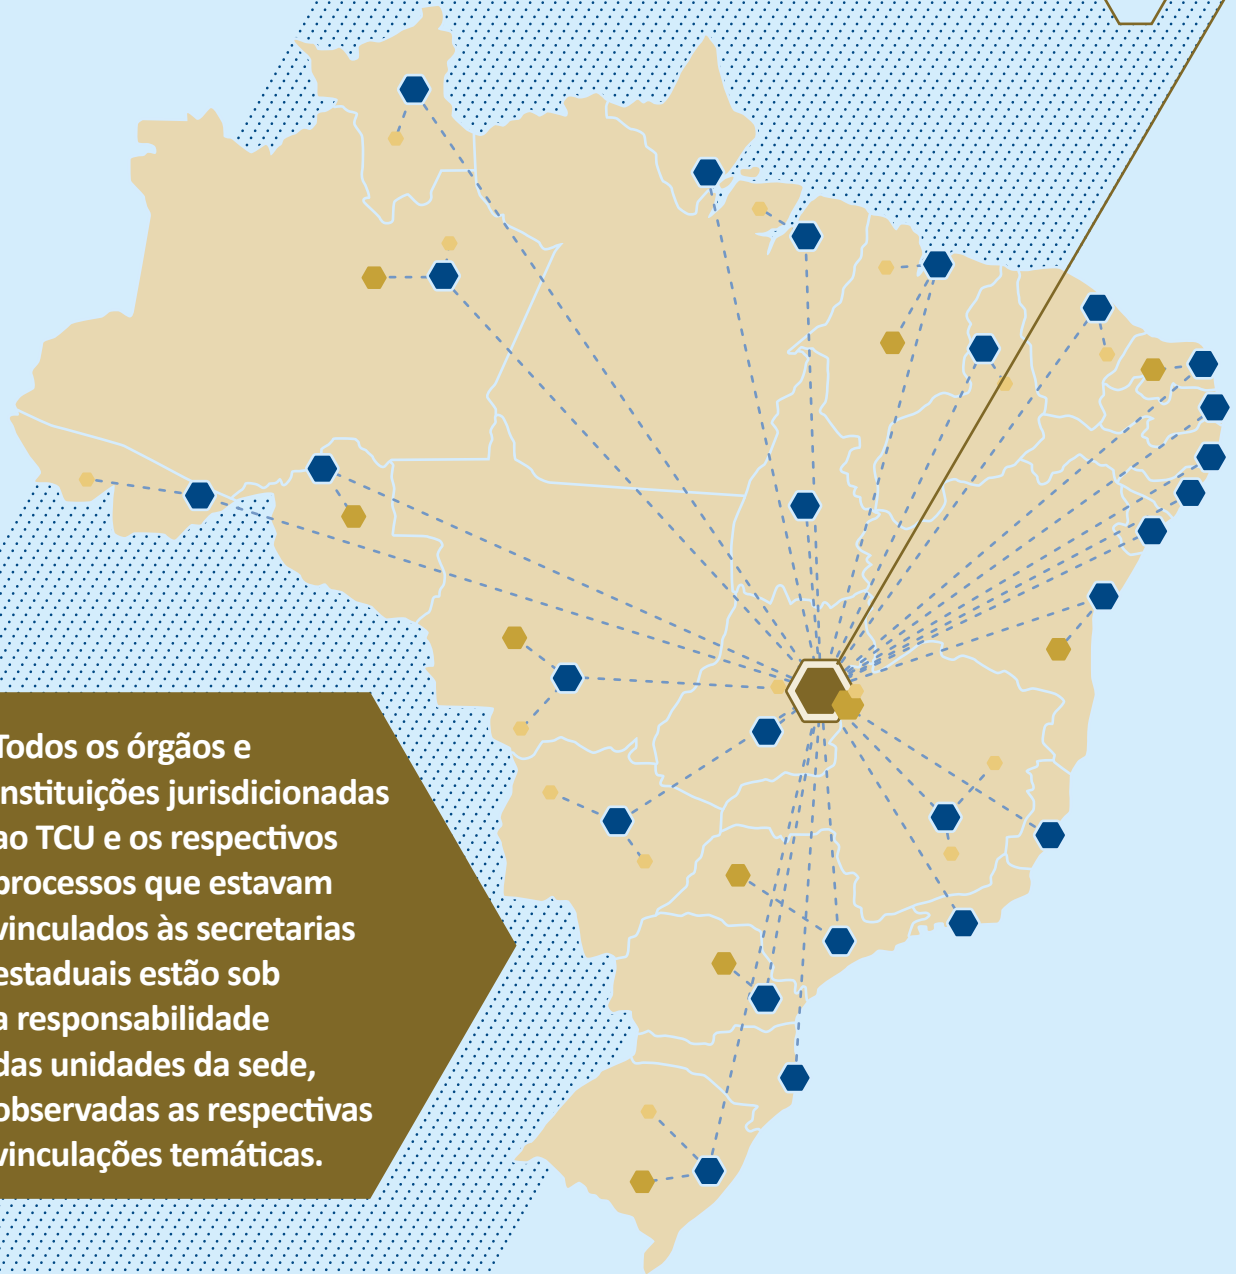 Todos os órgãos e
instituições jurisdicionadas
ao TCU e os respectivos
processos que estavam
vinculados às secretarias
estaduais estão sob
a responsabilidade
das unidades da sede,
observadas as respectivas
vinculações temáticas.